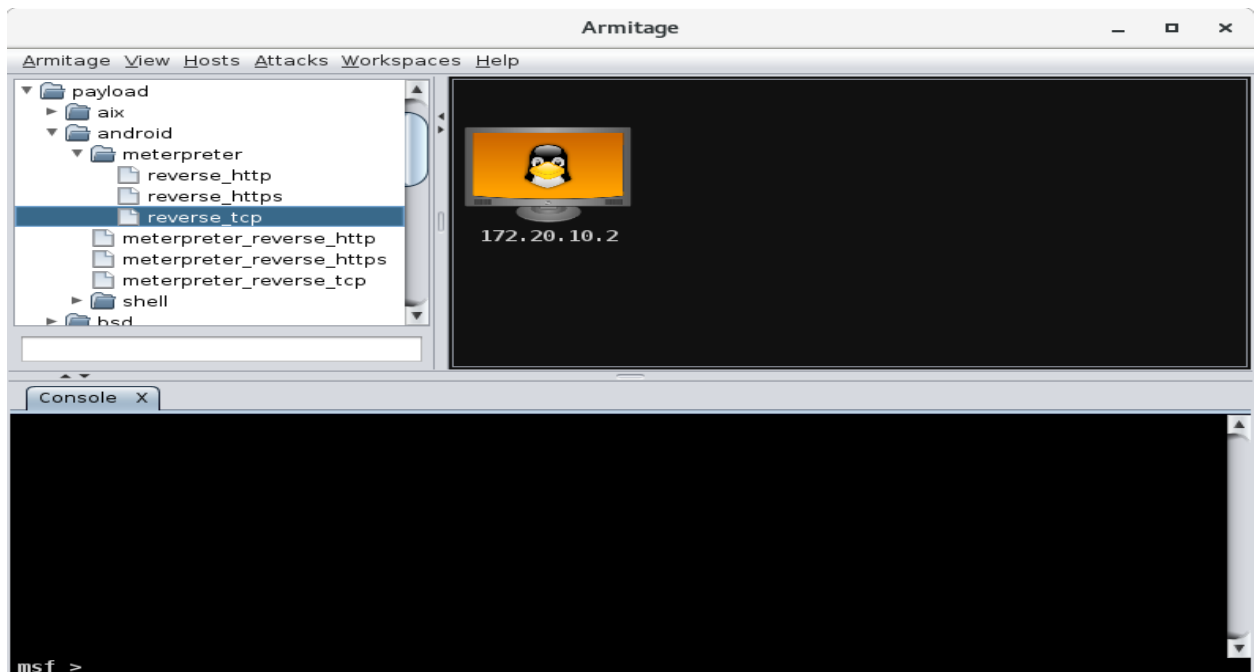 Armitage
Armitage View Hosts Attacks Workspaces Help
payload
aix
android
meterpreter
reverse_http
reverse_https
reverse_tcp
meterpreter_reverse_http
meterpreter_reverse_https
meterpreter_reverse_tcp
shell
bsd
172.20.10.2
Console X
msf >